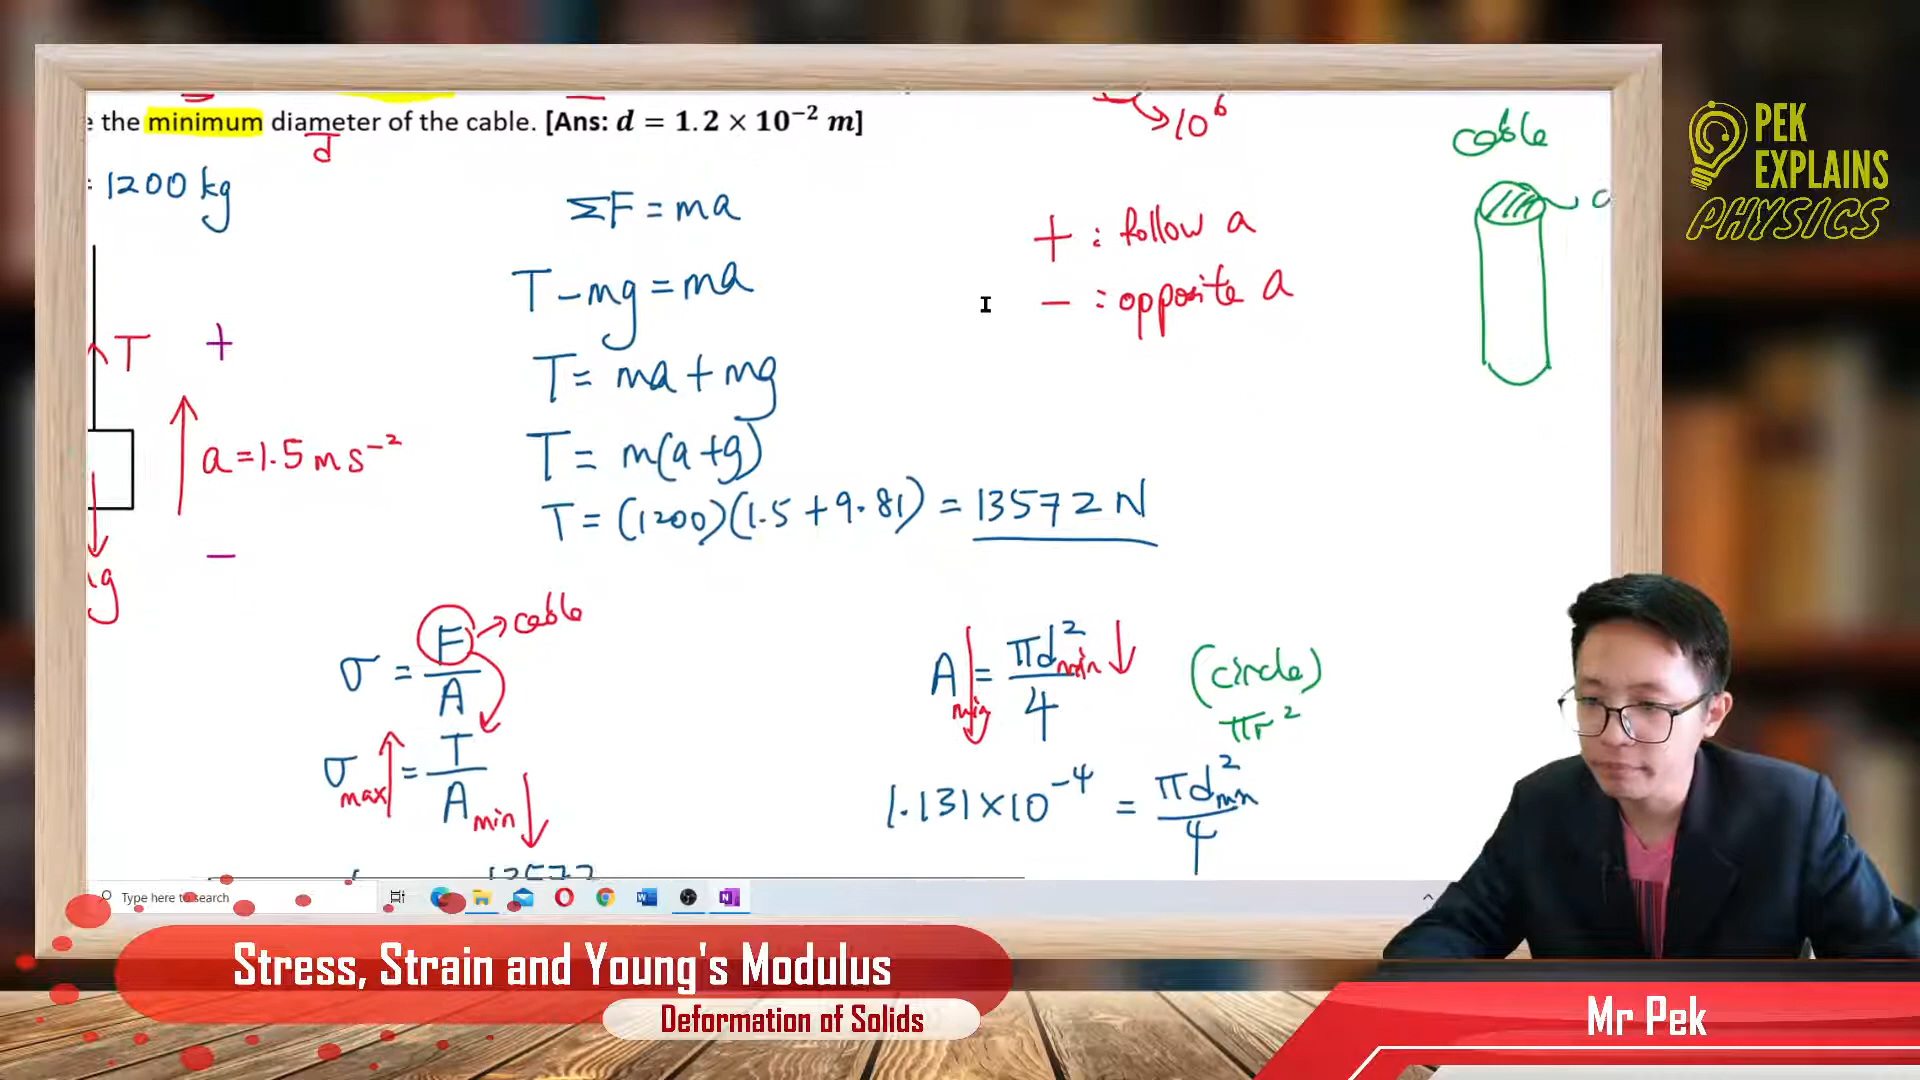 e the minimum diameter of the cable. [Ans: d = 1.2 × 10⁻² m]
d
→10⁶
cable
= 1200 kg
ΣF = ma
T - mg = ma
T = ma + mg
T = m(a+g)
T = (1200)(1.5 + 9.81) = 13572 N
+ : follow a
- : opposite a
T
+
a = 1.5 m s⁻²
-
mg
σ = F/A
→ cable
σmax = T/Amin
Amin = πd²min/4
(circle)
πr²
1.131×10⁻⁴ = πd²min/4
13572
Type here to search
PEK
EXPLAINS
PHYSICS
Stress, Strain and Young's Modulus
Deformation of Solids
Mr Pek